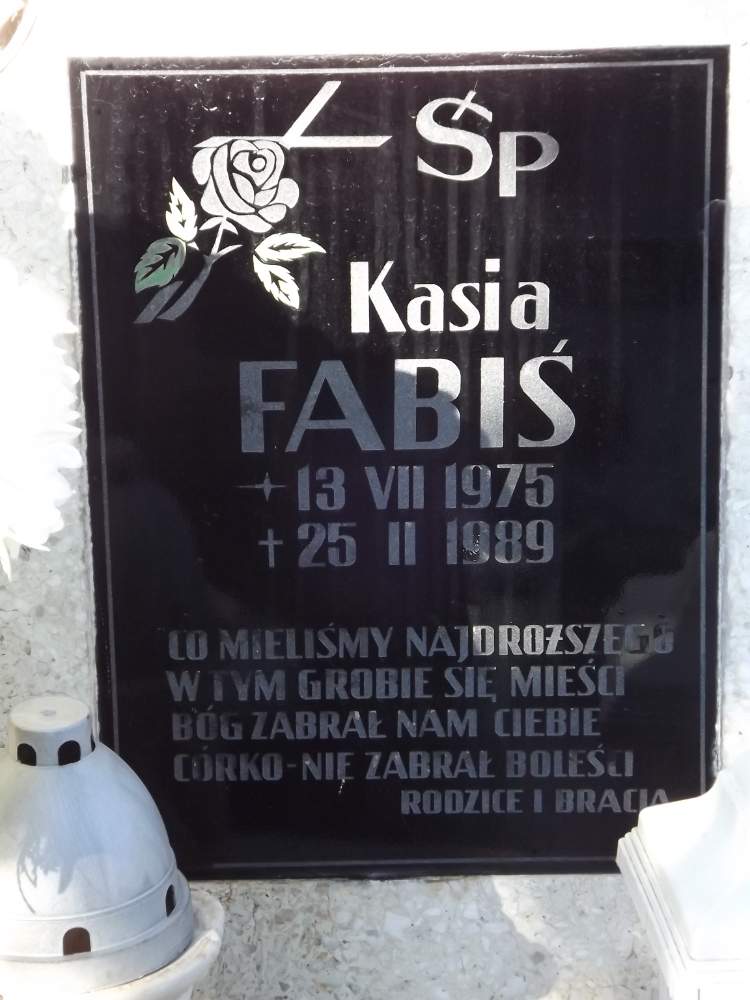 Śp
Kasia
FABIŚ
13 VII 1975
† 25 II 1989
CO MIELIŚMY NAJDROŻSZEGO
W TYM GROBIE SIĘ MIEŚCI
BÓG ZABRAŁ NAM CIEBIE
CÓRKO-NIE ZABRAŁ BOLEŚCI
RODZICE I BRACIA